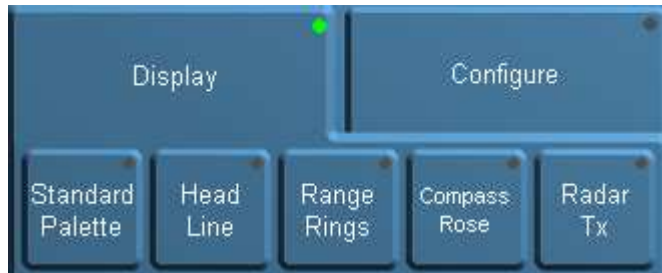 Display
Configure
Standard
Palette
Head
Line
Range
Rings
Compass
Rose
Radar
Tx